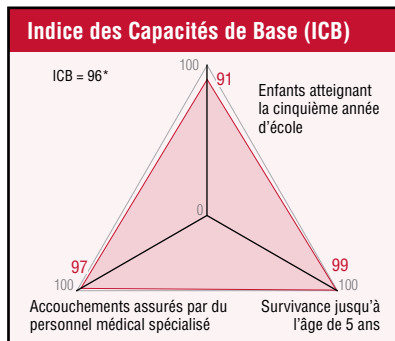 Indice des Capacités de Base (ICB)
ICB = 96*
100
91
Enfants atteignant
la cinquième année
d'école
0
97
99
100
100
Accouchements assurés par du
personnel médical spécialisé
Survivance jusqu'à
l'âge de 5 ans